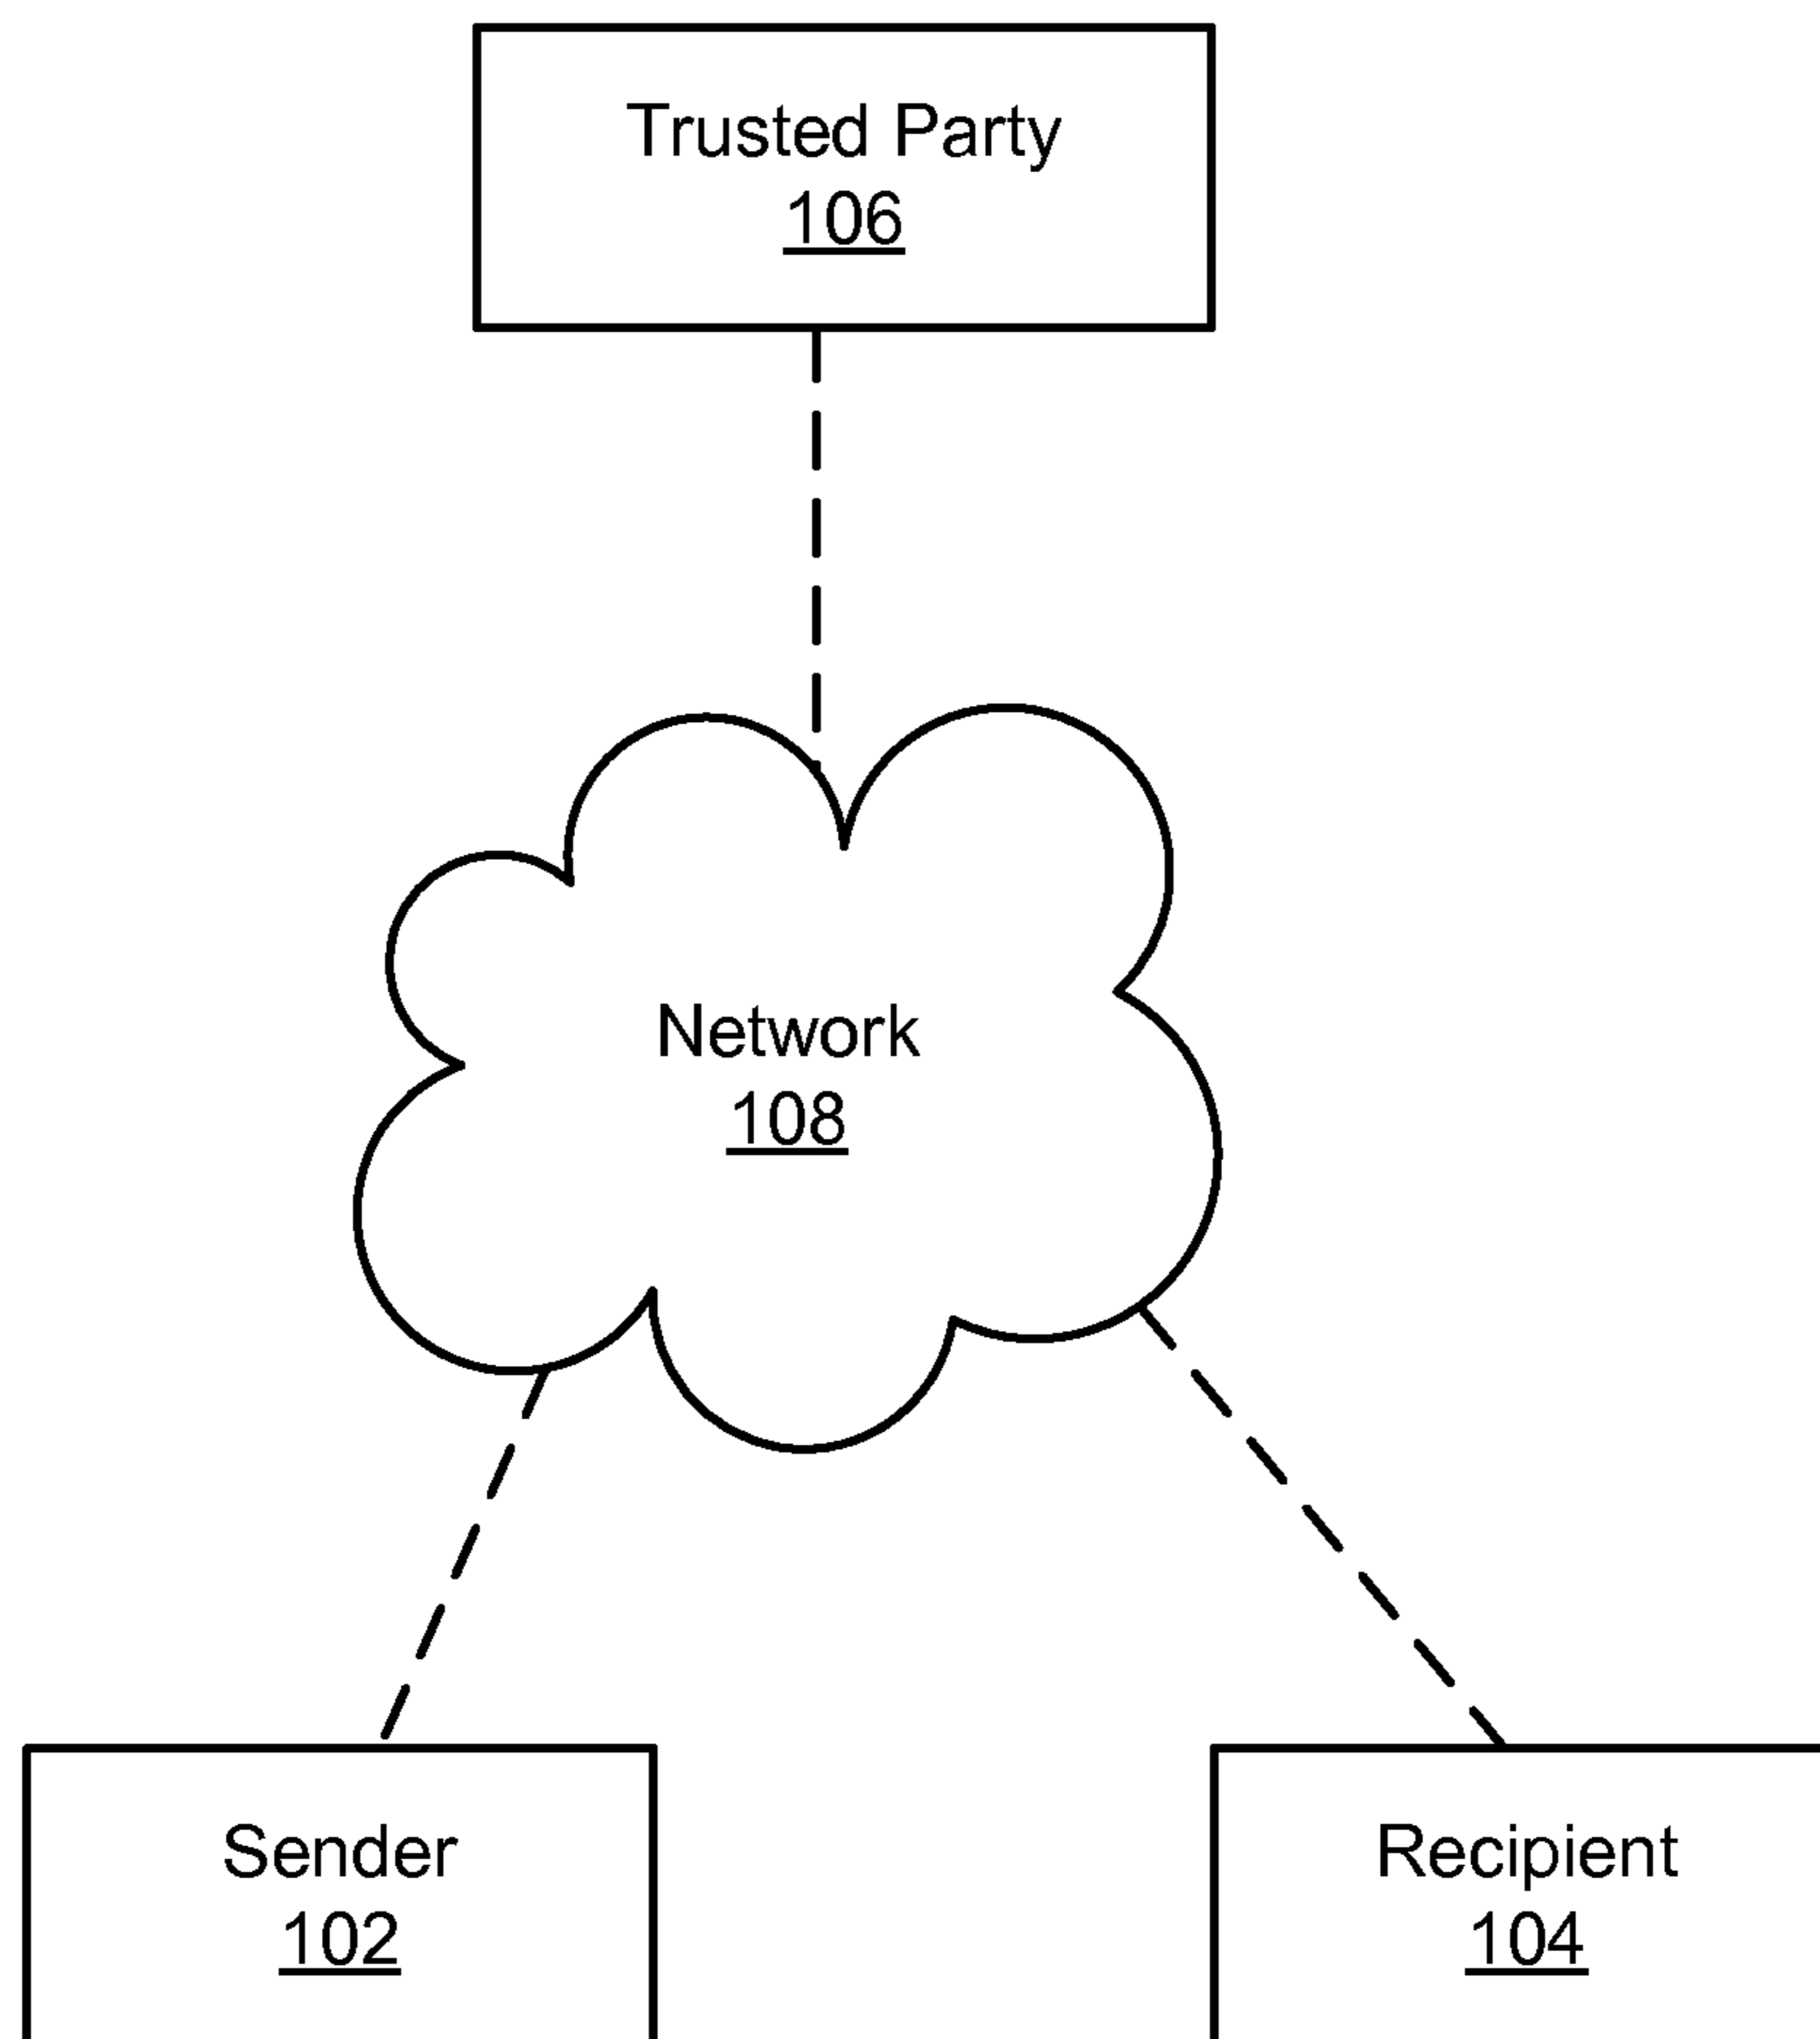 Trusted Party
106
Network
108
Sender
102
Recipient
104